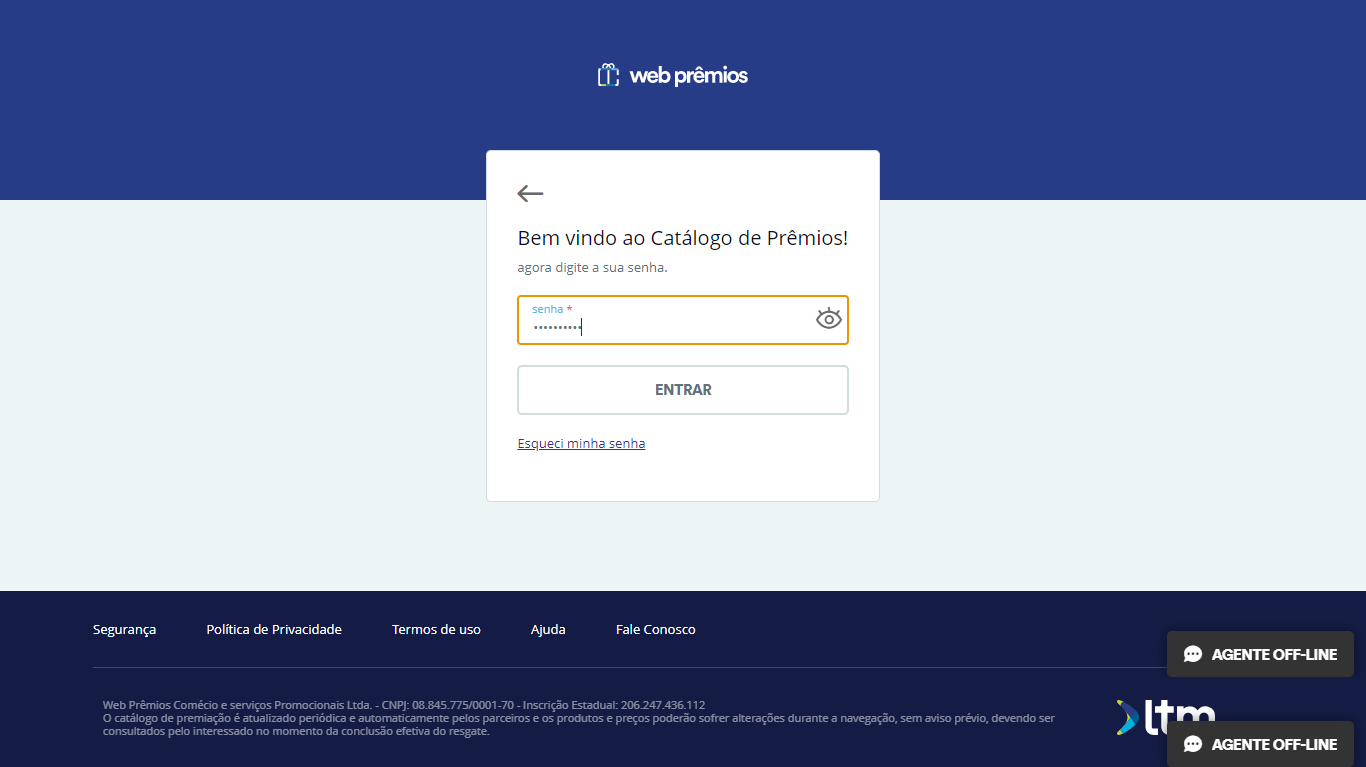 web prêmios
Bem vindo ao Catálogo de Prêmios!
agora digite a sua senha.
senha *
••••••••••
ENTRAR
Esqueci minha senha
Segurança
Política de Privacidade
Termos de uso
Ajuda
Fale Conosco
AGENTE OFF-LINE
Web Prêmios Comécio e serviços Promocionais Ltda. - CNPJ: 08.845.775/0001-70 - Inscrição Estadual: 206.247.436.112
O catálogo de premiação é atualizado periódica e automaticamente pelos parceiros e os produtos e preços poderão sofrer alterações durante a navegação, sem aviso prévio, devendo ser
consultados pelo interessado no momento da conclusão efetiva do resgate.
ltm
AGENTE OFF-LINE